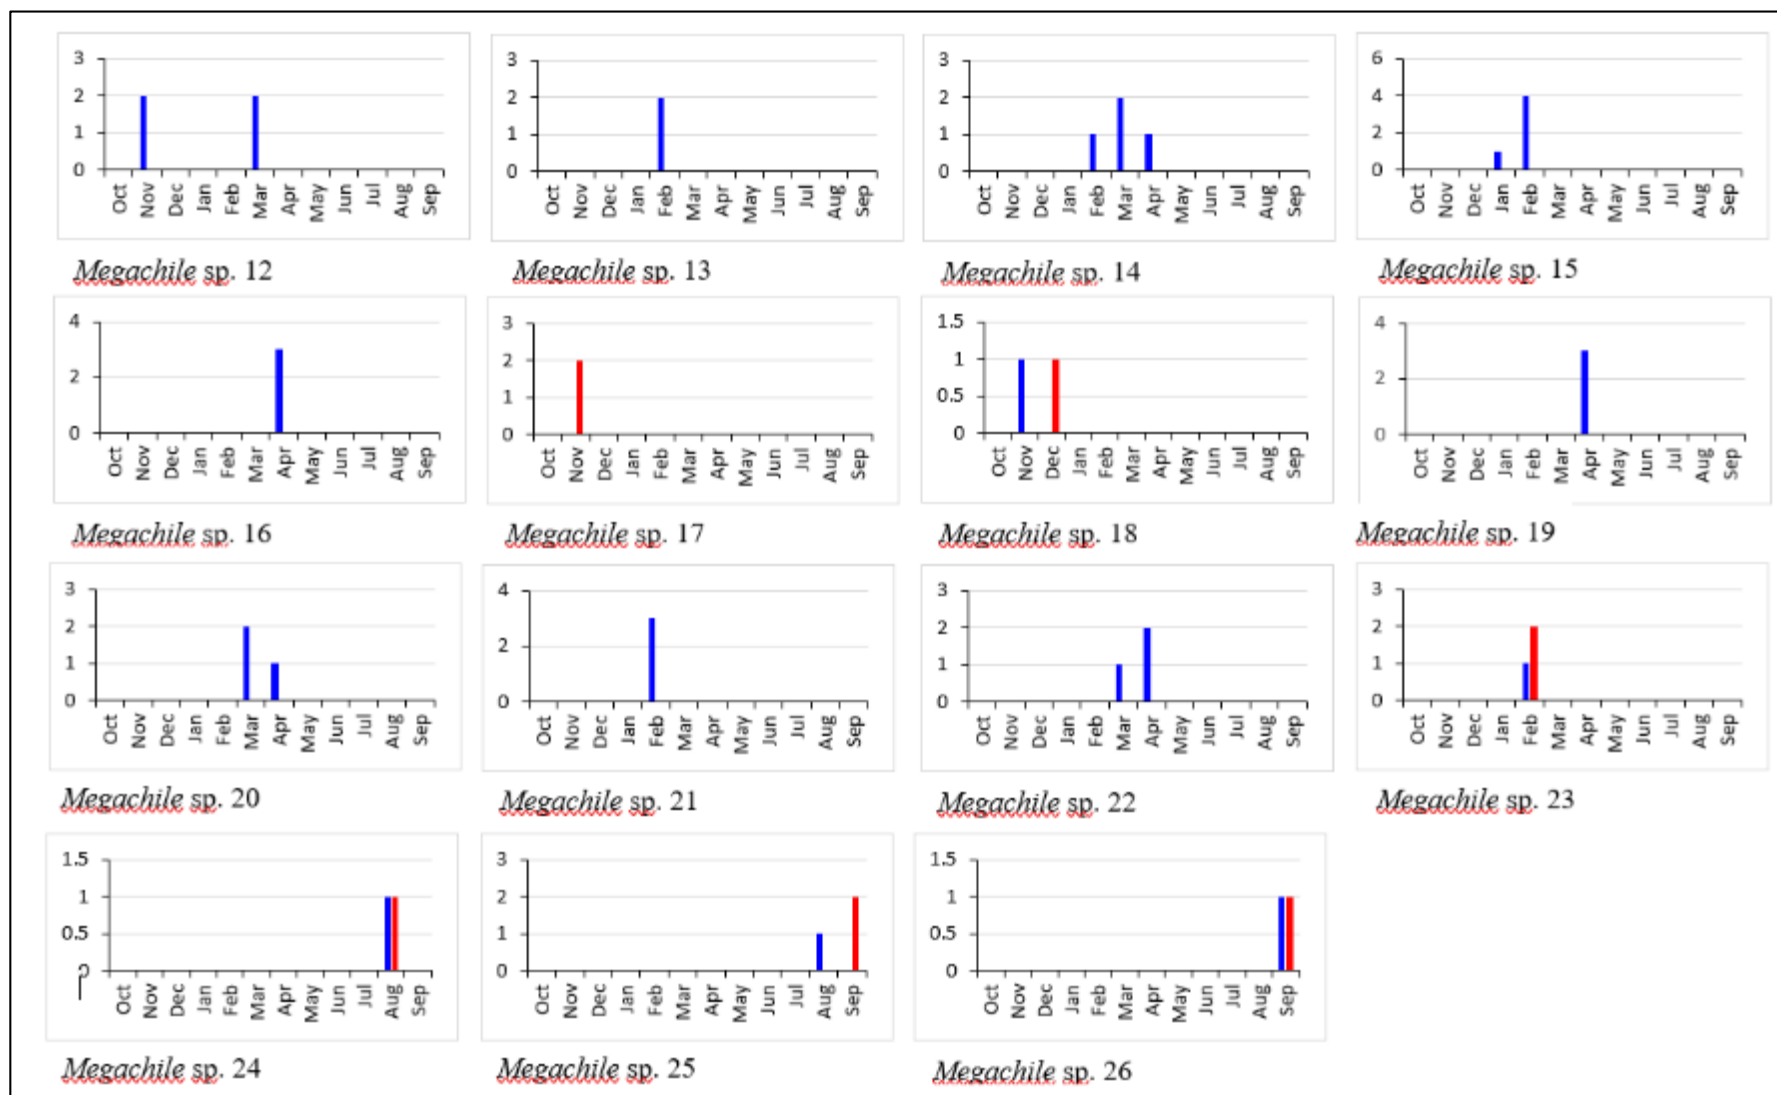 3
2
1
0
Oct Nov Dec Jan Feb Mar Apr May Jun Jul Aug Sep
Megachile sp. 12
3
2
1
0
Oct Nov Dec Jan Feb Mar Apr May Jun Jul Aug Sep
Megachile sp. 13
3
2
1
0
Oct Nov Dec Jan Feb Mar Apr May Jun Jul Aug Sep
Megachile sp. 14
6
4
2
0
Oct Nov Dec Jan Feb Mar Apr May Jun Jul Aug Sep
Megachile sp. 15
4
2
0
Oct Nov Dec Jan Feb Mar Apr May Jun Jul Aug Sep
Megachile sp. 16
3
2
1
0
Oct Nov Dec Jan Feb Mar Apr May Jun Jul Aug Sep
Megachile sp. 17
1.5
1
0.5
0
Oct Nov Dec Jan Feb Mar Apr May Jun Jul Aug Sep
Megachile sp. 18
4
2
0
Oct Nov Dec Jan Feb Mar Apr May Jun Jul Aug Sep
Megachile sp. 19
3
2
1
0
Oct Nov Dec Jan Feb Mar Apr May Jun Jul Aug Sep
Megachile sp. 20
4
2
0
Oct Nov Dec Jan Feb Mar Apr May Jun Jul Aug Sep
Megachile sp. 21
3
2
1
0
Oct Nov Dec Jan Feb Mar Apr May Jun Jul Aug Sep
Megachile sp. 22
3
2
1
0
Oct Nov Dec Jan Feb Mar Apr May Jun Jul Aug Sep
Megachile sp. 23
1.5
1
0.5
0
Oct Nov Dec Jan Feb Mar Apr May Jun Jul Aug Sep
Megachile sp. 24
3
2
1
0
Oct Nov Dec Jan Feb Mar Apr May Jun Jul Aug Sep
Megachile sp. 25
1.5
1
0.5
0
Oct Nov Dec Jan Feb Mar Apr May Jun Jul Aug Sep
Megachile sp. 26